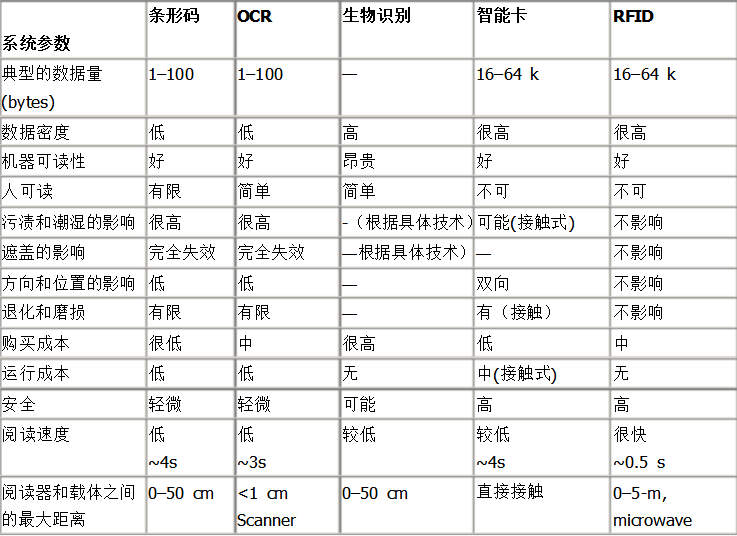 系统参数 条形码 OCR 生物识别 智能卡 RFID
典型的数据量 1–100 1–100 — 16–64 k 16–64 k
(bytes)
数据密度 低 低 高 很高 很高
机器可读性 好 好 昂贵 好 好
人可读 有限 简单 简单 不可 不可
污渍和潮湿的影响 很高 很高 -（根据具体技术） 可能(接触式) 不影响
遮盖的影响 完全失效 完全失效 —根据具体技术） — 不影响
方向和位置的影响 低 低 — 双向 不影响
退化和磨损 有限 有限 — 有（接触） 不影响
购买成本 很低 中 很高 低 中
运行成本 低 低 无 中(接触式) 无
安全 轻微 轻微 可能 高 高
阅读速度 低 低 较低 较低 很快
~4s ~3s ~4s ~0.5 s
阅读器和载体之间 0–50 cm <1 cm 0–50 cm 直接接触 0–5-m,
的最大距离 Scanner microwave